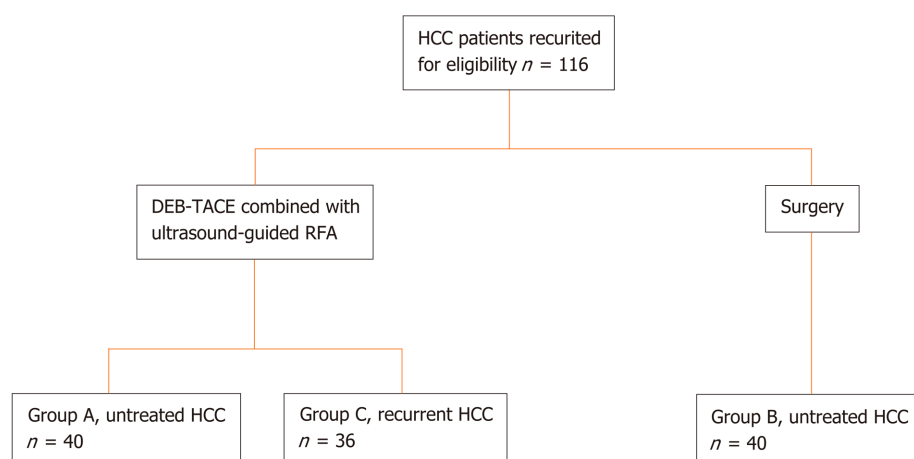 HCC patients recurited
for eligibility n = 116
DEB-TACE combined with
ultrasound-guided RFA
Surgery
Group A, untreated HCC
n = 40
Group C, recurrent HCC
n = 36
Group B, untreated HCC
n = 40